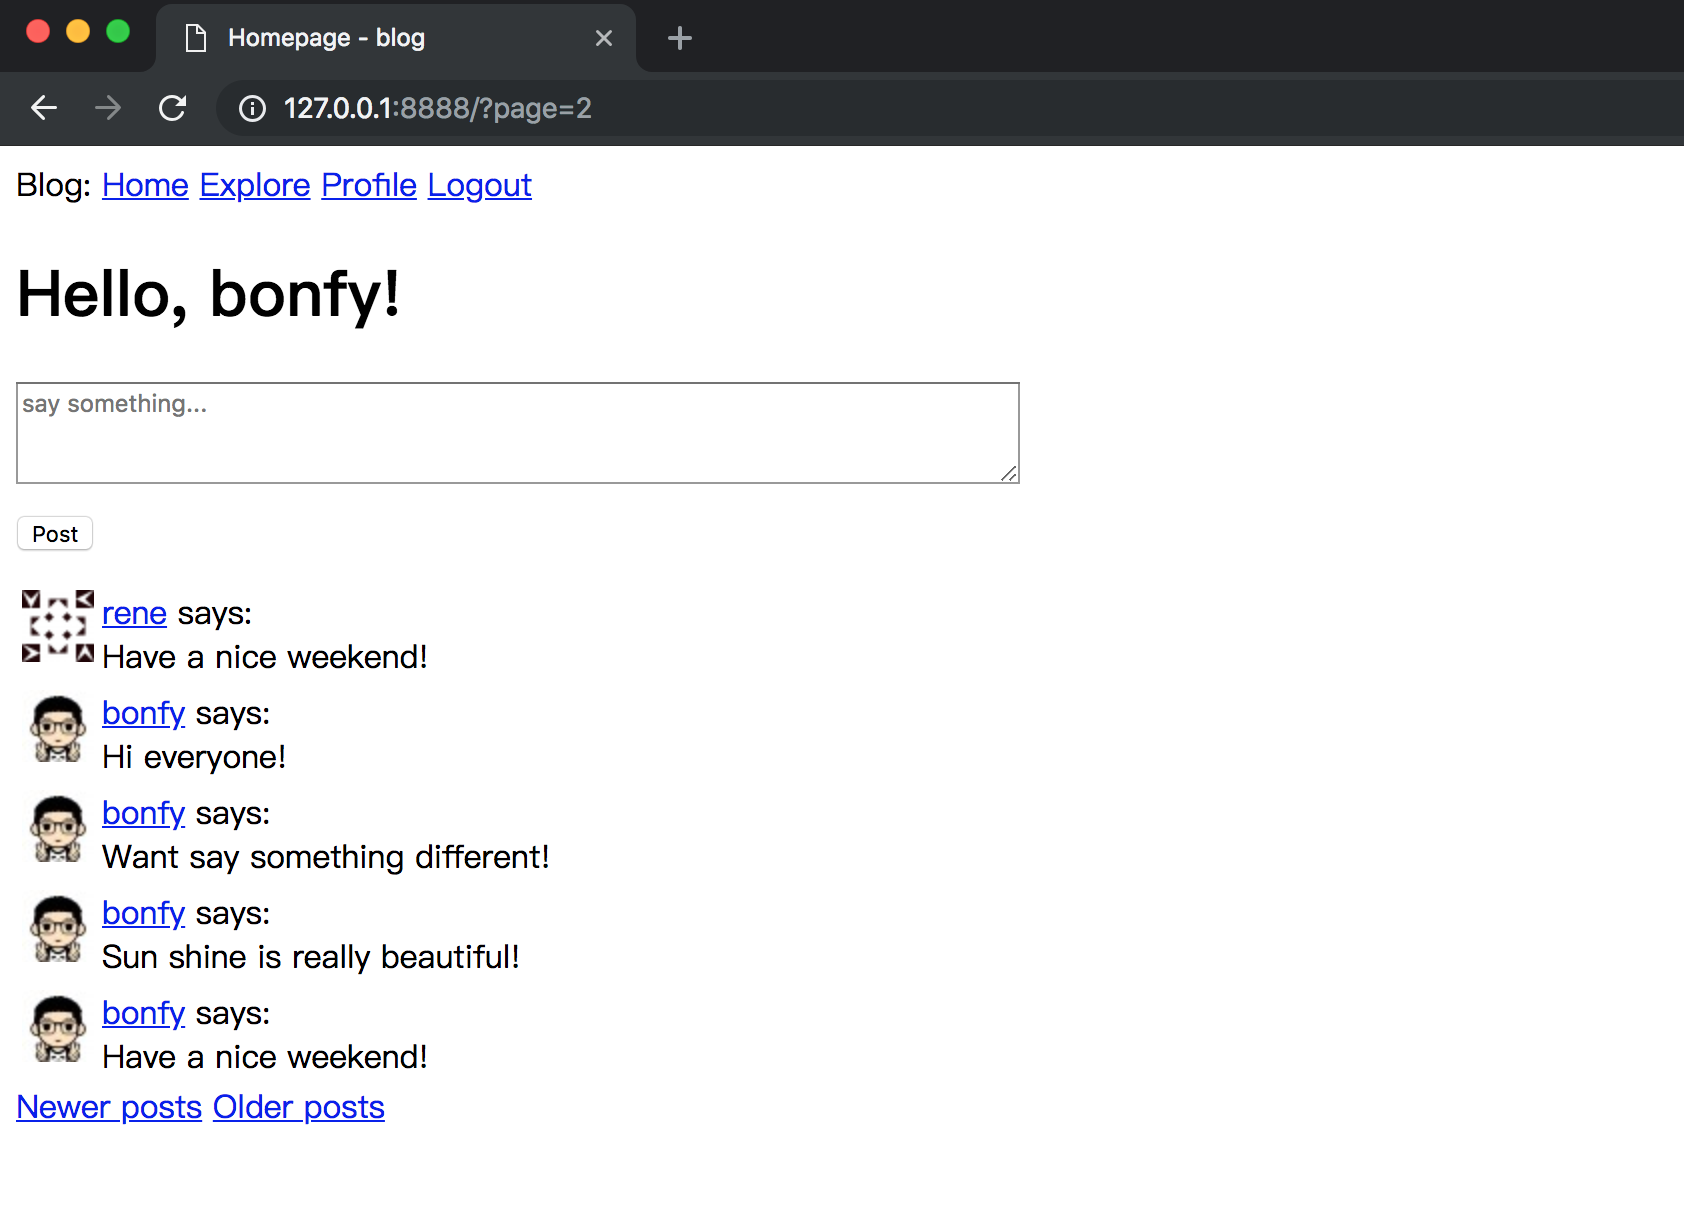 Homepage - blog
127.0.0.1:8888/?page=2
Blog: Home Explore Profile Logout
Hello, bonfy!
say something...
Post
rene says:
Have a nice weekend!
bonfy says:
Hi everyone!
bonfy says:
Want say something different!
bonfy says:
Sun shine is really beautiful!
bonfy says:
Have a nice weekend!
Newer posts Older posts